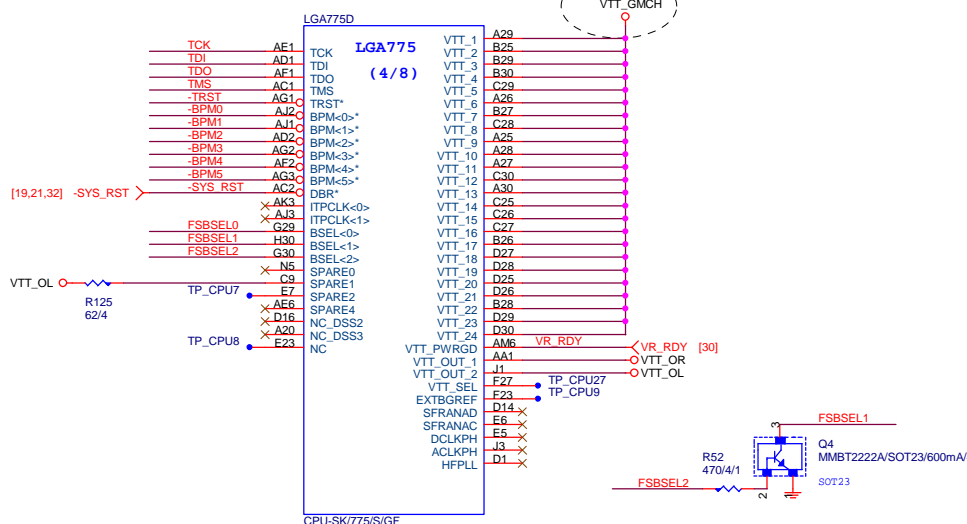 VTT_GMCH
LGA775D
LGA775
(4/8)
TCK AE1 TCK
TDI AD1 TDI
TDO AF1 TDO
TMS AC1 TMS
-TRST AG1 TRST*
-BPM0 AJ2 BPM<0>*
-BPM1 AJ1 BPM<1>*
-BPM2 AD2 BPM<2>*
-BPM3 AG2 BPM<3>*
-BPM4 AF2 BPM<4>*
-BPM5 AG3 BPM<5>*
[19,21,32] -SYS_RST -SYS_RST AC2 DBR*
AK3 ITPCLK<0>
AJ3 ITPCLK<1>
FSBSEL0 G29 BSEL<0>
FSBSEL1 H30 BSEL<1>
FSBSEL2 G30 BSEL<2>
N5 SPARE0
VTT_OL C9 SPARE1
R125
62/4
TP_CPU7 E7 SPARE2
AE6 SPARE4
D16 NC_DSS2
A20 NC_DSS3
TP_CPU8 E23 NC
VTT_1 A29
VTT_2 B25
VTT_3 B29
VTT_4 B30
VTT_5 C29
VTT_6 A26
VTT_7 B27
VTT_8 C28
VTT_9 A25
VTT_10 A28
VTT_11 A27
VTT_12 C30
VTT_13 A30
VTT_14 C25
VTT_15 C26
VTT_16 C27
VTT_17 B26
VTT_18 D27
VTT_19 D28
VTT_20 D25
VTT_21 D26
VTT_22 B28
VTT_23 D29
VTT_24 D30
VTT_PWRGD AM6 VR_RDY VR_RDY [30]
VTT_OUT_1 AA1 VTT_OR
VTT_OUT_2 J1 VTT_OL
VTT_SEL F27 TP_CPU27
EXTBGREF F23 TP_CPU9
SFRANAD D14
SFRANAC E6
DCLKPH E5
ACLKPH J3
HFPLL D1
CPU-SK/775/S/GF
FSBSEL1
3
Q4
MMBT2222A/SOT23/600mA/
SOT23
R52
470/4/1
FSBSEL2
2
1